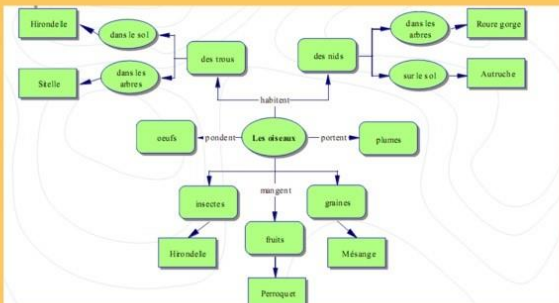 Hirondelle
dans le sol
des trous
des nids
dans les
arbres
Roure gorge
Sitelle
dans les
arbres
sur le sol
Autruche
habitent
oeufs
pondent
Les oiseaux
portent
plumes
insectes
mangent
graines
Hirondelle
fruits
Mésange
Perroquet